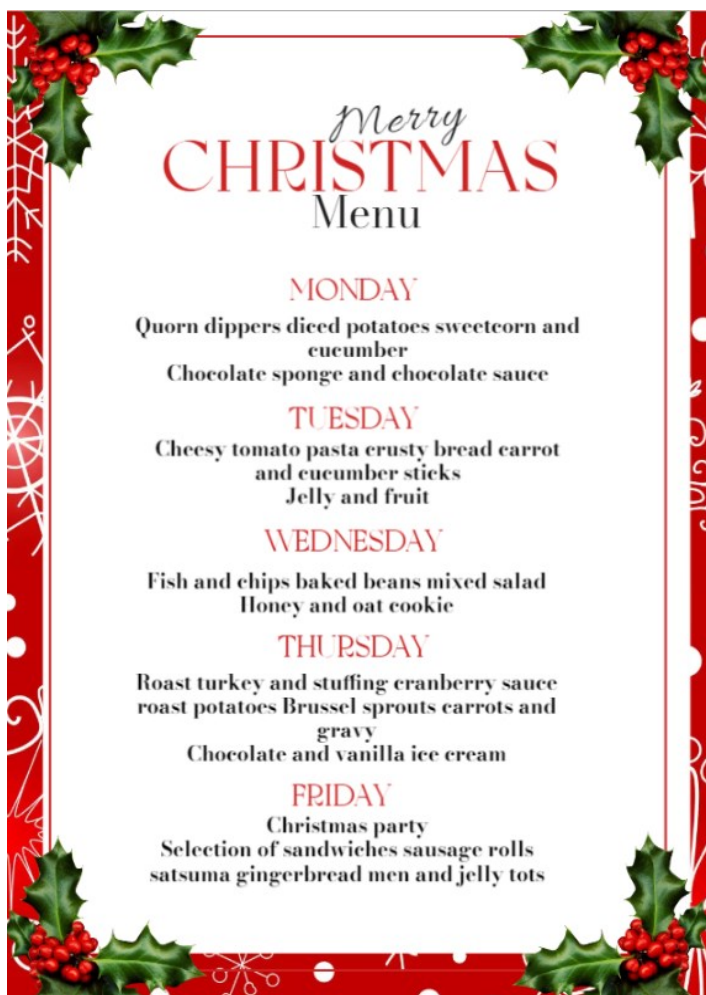 Merry
CHRISTMAS
Menu
MONDAY
Quorn dippers diced potatoes sweetcorn and
cucumber
Chocolate sponge and chocolate sauce
TUESDAY
Cheesy tomato pasta crusty bread carrot
and cucumber sticks
Jelly and fruit
WEDNESDAY
Fish and chips baked beans mixed salad
Honey and oat cookie
THURSDAY
Roast turkey and stuffing cranberry sauce
roast potatoes Brussel sprouts carrots and
gravy
Chocolate and vanilla ice cream
FRIDAY
Christmas party
Selection of sandwiches sausage rolls
satsuma gingerbread men and jelly tots